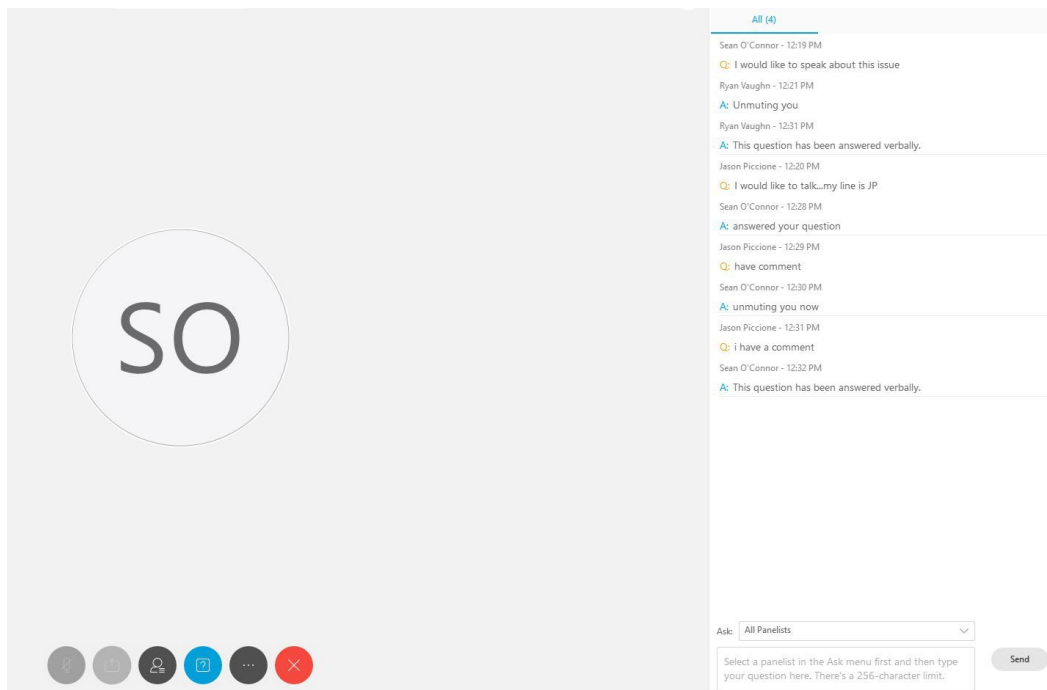 All (4)
Sean O'Connor - 12:19 PM
Q: I would like to speak about this issue
Ryan Vaughn - 12:21 PM
A: Unmuting you
Ryan Vaughn - 12:31 PM
A: This question has been answered verbally.
Jason Piccione - 12:20 PM
Q: I would like to talk...my line is JP
Sean O'Connor - 12:28 PM
A: answered your question
Jason Piccione - 12:29 PM
Q: have comment
Sean O'Connor - 12:30 PM
A: unmuting you now
Jason Piccione - 12:31 PM
Q: i have a comment
Sean O'Connor - 12:32 PM
A: This question has been answered verbally.
SO
Ask: All Panelists
Select a panelist in the Ask menu first and then type
your question here. There's a 256-character limit.
Send